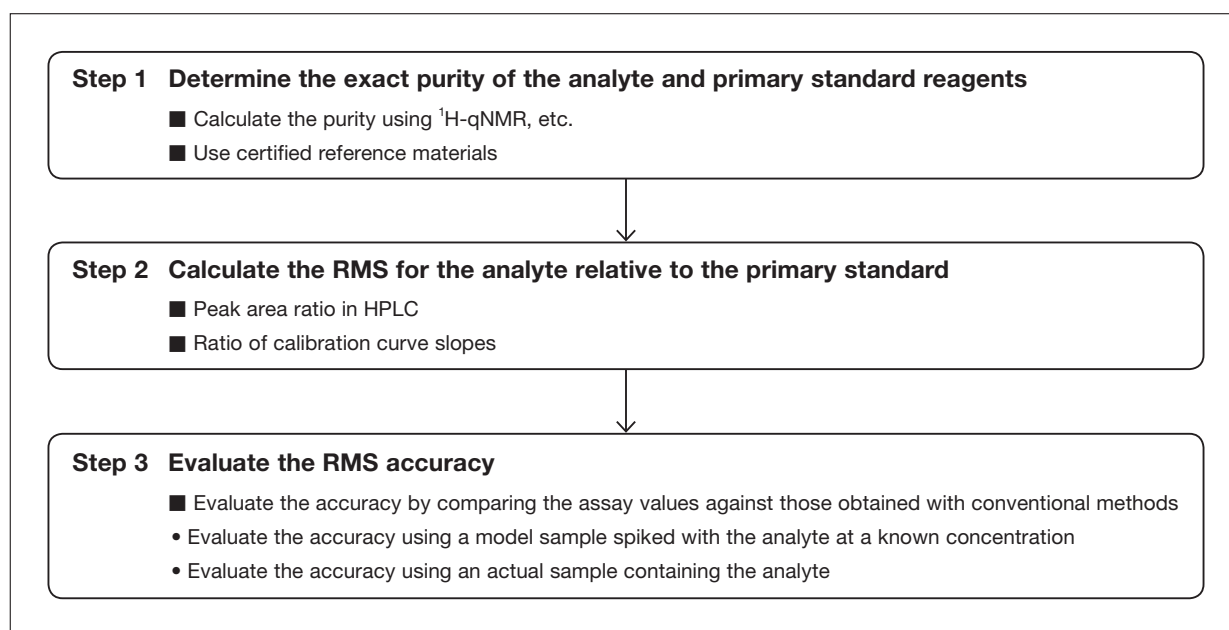 Step 1 Determine the exact purity of the analyte and primary standard reagents
■ Calculate the purity using ¹H-qNMR, etc.
■ Use certified reference materials
Step 2 Calculate the RMS for the analyte relative to the primary standard
■ Peak area ratio in HPLC
■ Ratio of calibration curve slopes
Step 3 Evaluate the RMS accuracy
■ Evaluate the accuracy by comparing the assay values against those obtained with conventional methods
• Evaluate the accuracy using a model sample spiked with the analyte at a known concentration
• Evaluate the accuracy using an actual sample containing the analyte